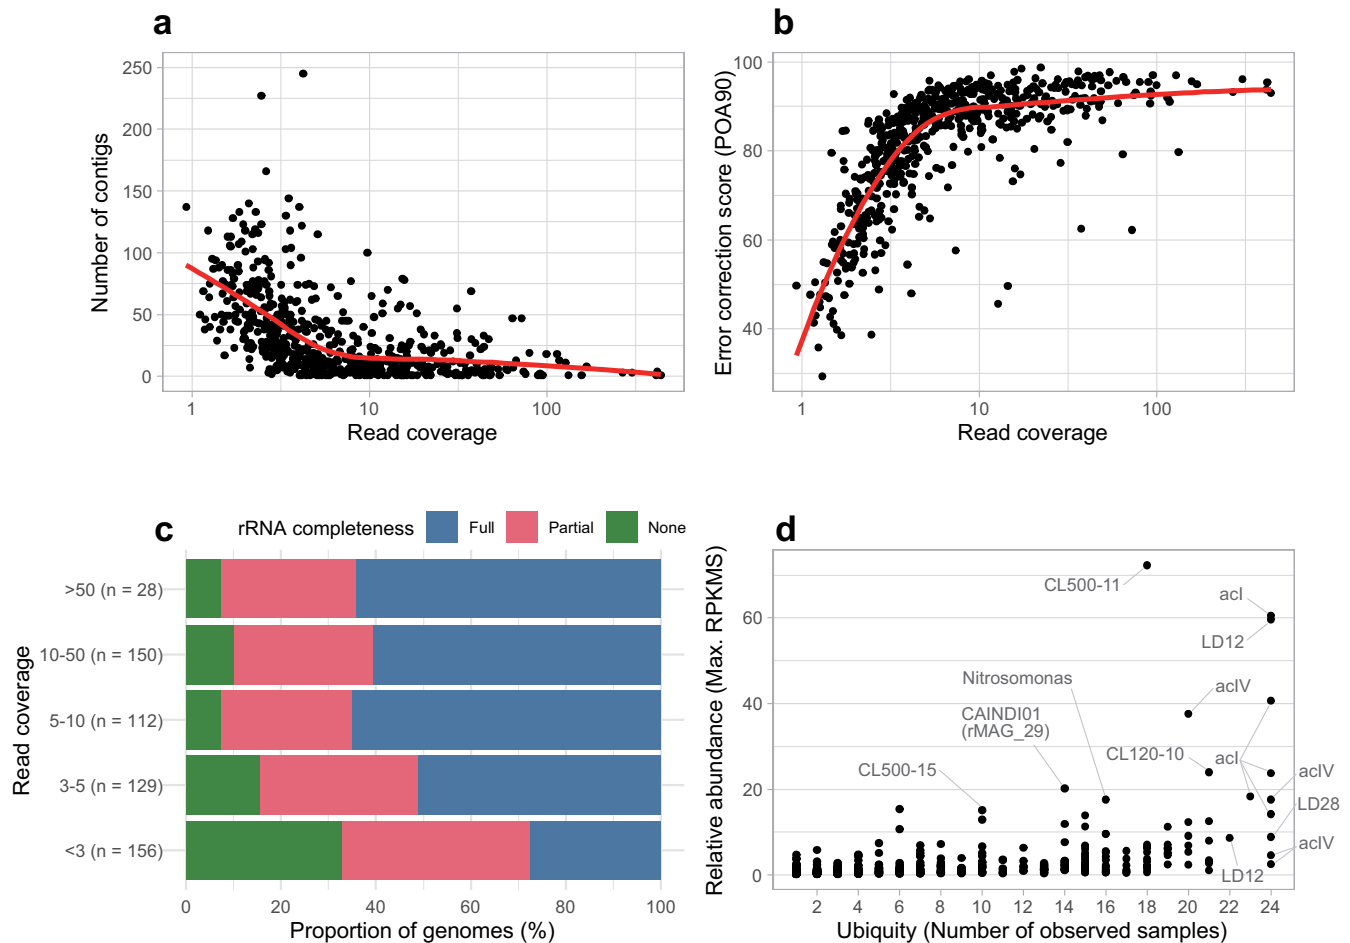 a
Number of contigs
250
200
150
100
50
0
1
10
100
Read coverage
b
Error correction score (POA90)
100
80
60
40
1
10
100
Read coverage
c
rRNA completeness
Full
Partial
None
Read coverage
>50 (n = 28)
10-50 (n = 150)
5-10 (n = 112)
3-5 (n = 129)
<3 (n = 156)
0
20
40
60
80
100
Proportion of genomes (%)
d
Relative abundance (Max. RPKMS)
60
40
20
0
CL500-11
acI
LD12
Nitrosomonas
acIV
CAINDI01
(rMAG_29)
CL120-10
acI
CL500-15
acIV
LD28
acIV
LD12
2
4
6
8
10
12
14
16
18
20
22
24
Ubiquity (Number of observed samples)